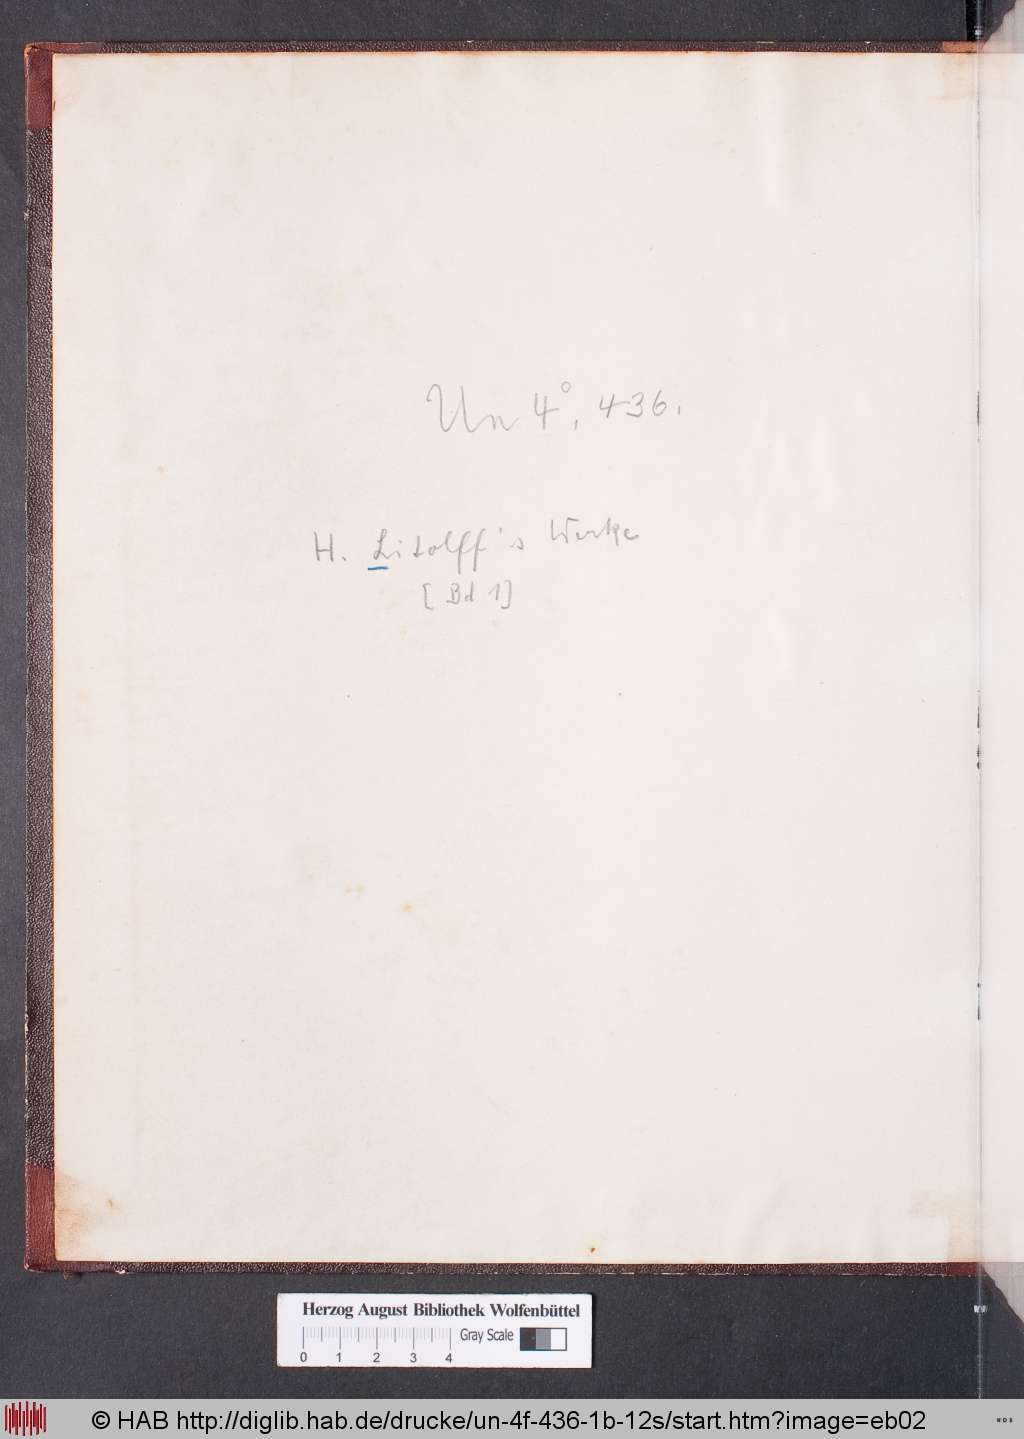 Un 4°, 436.
H. Litolff's Werke
[Bd 1]
Herzog August Bibliothek Wolfenbüttel
Gray Scale
0 1 2 3 4
© HAB http://diglib.hab.de/drucke/un-4f-436-1b-12s/start.htm?image=eb02
WDB